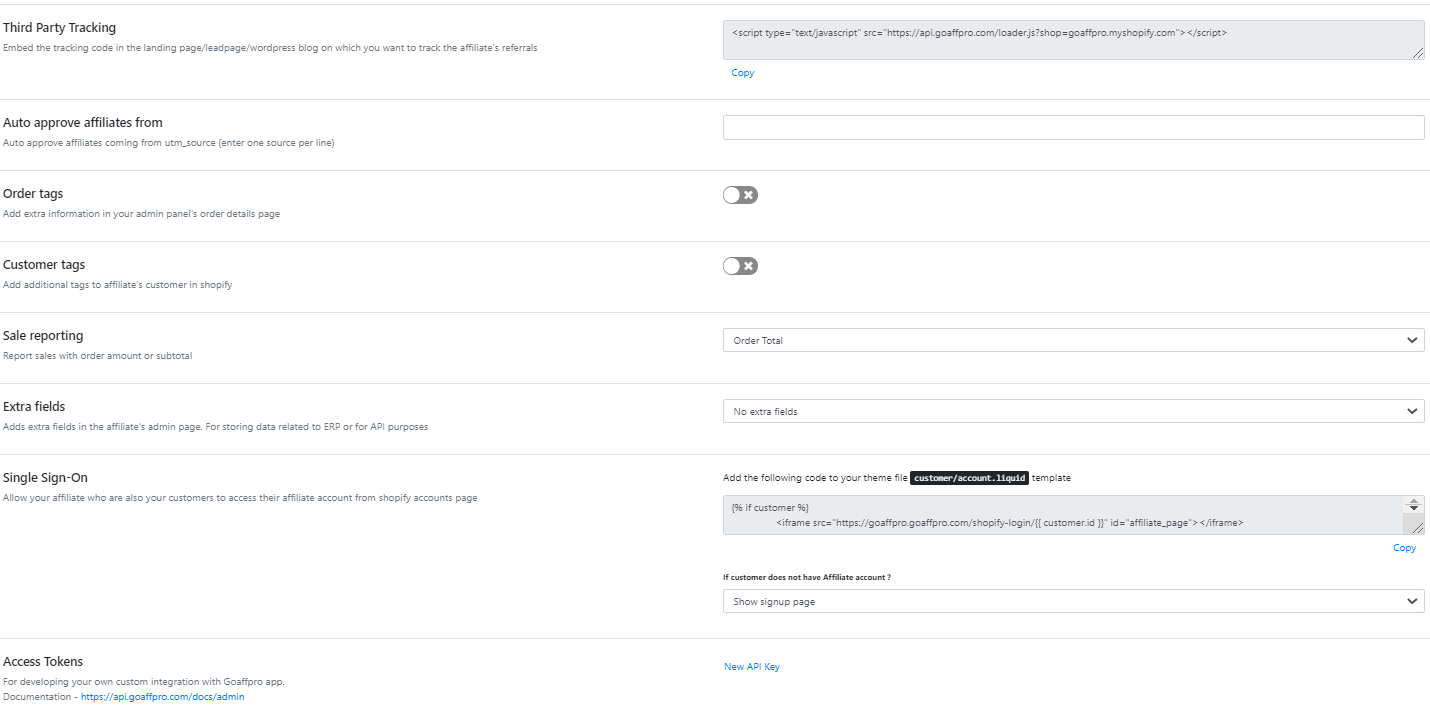 Third Party Tracking
Embed the tracking code in the landing page/leadpage/wordpress blog on which you want to track the affiliate's referrals
<script type="text/javascript" src="https://api.goaffpro.com/loader.js?shop=goaffpro.myshopify.com"></script>
Copy
Auto approve affiliates from
Auto approve affiliates coming from utm_source (enter one source per line)
Order tags
Add extra information in your admin panel's order details page
Customer tags
Add additional tags to affiliate's customer in shopify
Sale reporting
Report sales with order amount or subtotal
Order Total
Extra fields
Adds extra fields in the affiliate's admin page. For storing data related to ERP or for API purposes
No extra fields
Single Sign-On
Allow your affiliate who are also your customers to access their affiliate account from shopify accounts page
Add the following code to your theme file customer/account.liquid template
{% if customer %}
<iframe src="https://goaffpro.goaffpro.com/shopify-login/{{ customer.id }}" id="affiliate_page"></iframe>
Copy
If customer does not have Affiliate account ?
Show signup page
Access Tokens
For developing your own custom integration with Goaffpro app.
Documentation - https://api.goaffpro.com/docs/admin
New API Key